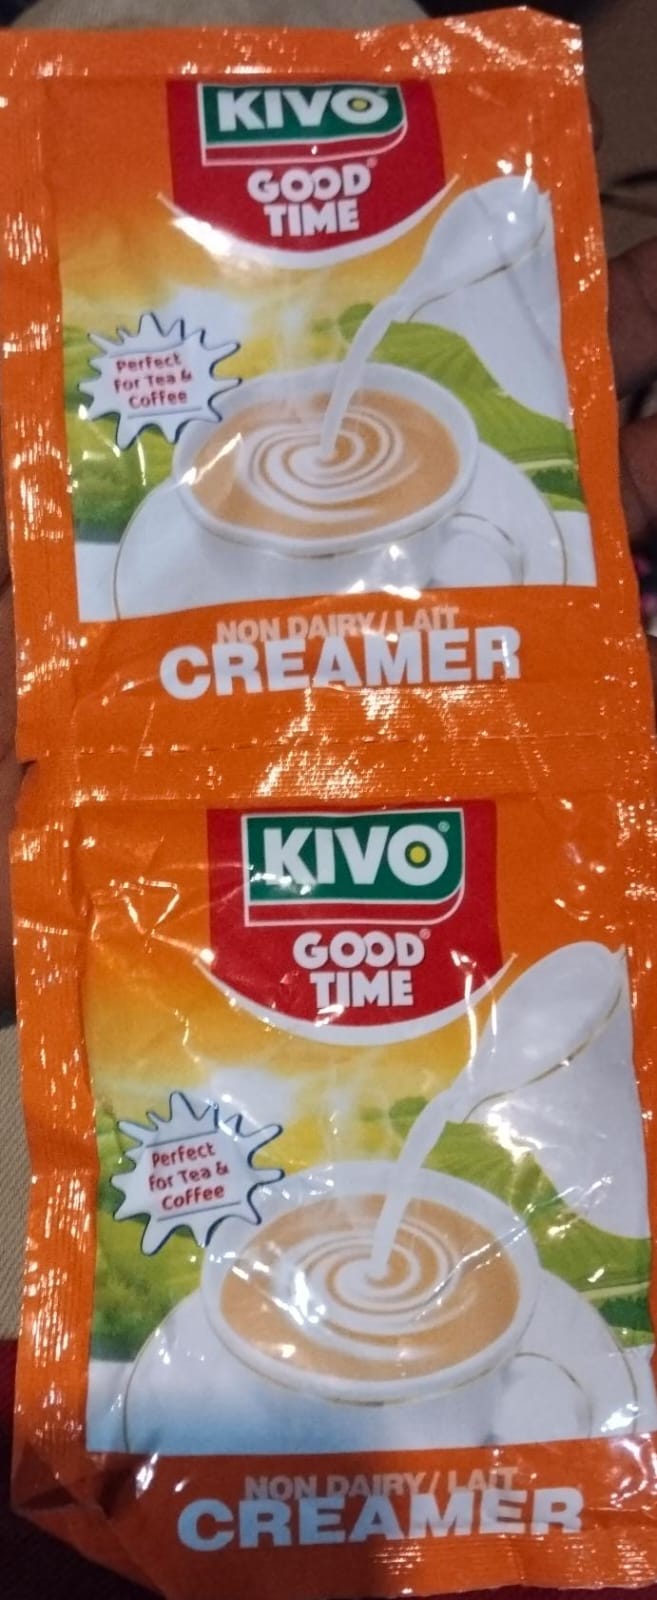 KIVO
GOOD®
TIME
Perfect
For Tea &
Coffee
NON DAIRY / LAIT
CREAMER
KIVO®
GOOD®
TIME
Perfect
for Tea &
Coffee
NON DAIRY / LAIT
CREAMER